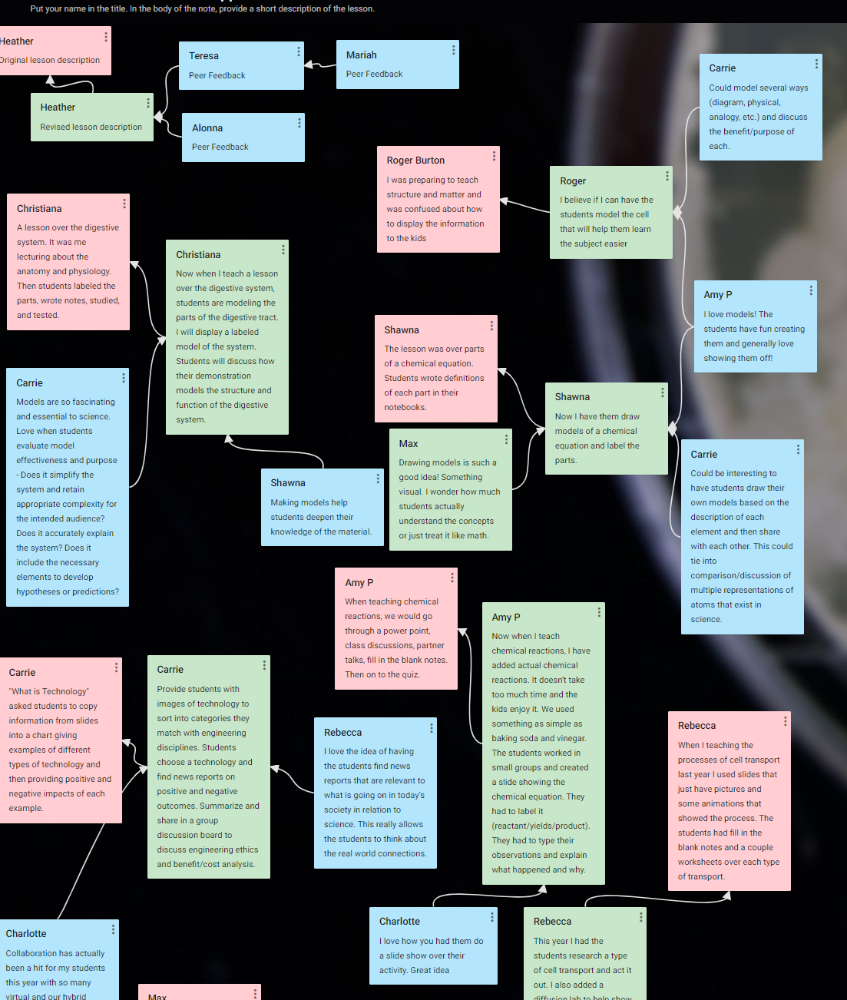 Put your name in the title. In the body of the note, provide a short description of the lesson.
Heather
Original lesson description
Heather
Revised lesson description
Teresa
Peer Feedback
Mariah
Peer Feedback
Alonna
Peer Feedback
Carrie
Could model several ways
(diagram, physical,
analogy, etc.) and discuss
the benefit/purpose of
each.
Roger Burton
I was preparing to teach
structure and matter and
was confused about how
to display the information
to the kids
Roger
I believe if I can have the
students model the cell
that will help them learn
the subject easier
Christiana
A lesson over the digestive
system. It was me
lecturing about the
anatomy and physiology.
Then students labeled the
parts, wrote notes, studied,
and tested.
Christiana
Now when I teach a lesson
over the digestive system,
students are modeling the
parts of the digestive tract.
I will display a labeled
model of the system.
Students will discuss how
their demonstration
models the structure and
function of the digestive
system.
Amy P
I love models! The
students have fun creating
them and generally love
showing them off!
Shawna
The lesson was over parts
of a chemical equation.
Students wrote definitions
of each part in their
notebooks.
Shawna
Now I have them draw
models of a chemical
equation and label the
parts.
Carrie
Models are so fascinating
and essential to science.
Love when students
evaluate model
effectiveness and purpose
- Does it simplify the
system and retain
appropriate complexity for
the intended audience?
Does it accurately explain
the system? Does it
include the necessary
elements to develop
hypotheses or predictions?
Max
Drawing models is such a
good idea! Something
visual. I wonder how much
students actually
understand the concepts
or just treat it like math.
Shawna
Making models help
students deepen their
knowledge of the material.
Carrie
Could be interesting to
have students draw their
own models based on the
description of each
element and then share
with each other. This could
tie into
comparison/discussion of
multiple representations of
atoms that exist in
science.
Amy P
When teaching chemical
reactions, we would go
through a power point,
class discussions, partner
talks, fill in the blank notes.
Then on to the quiz.
Amy P
Now when I teach
chemical reactions, I have
added actual chemical
reactions. It doesn't take
too much time and the
kids enjoy it. We used
something as simple as
baking soda and vinegar.
The students worked in
small groups and created
a slide showing the
chemical equation. They
had to label it
(reactant/yields/product).
They had to type their
observations and explain
what happened and why.
Carrie
"What is Technology"
asked students to copy
information from slides
into a chart giving
examples of different
types of technology and
then providing positive and
negative impacts of each
example.
Carrie
Provide students with
images of technology to
sort into categories they
match with engineering
disciplines. Students
choose a technology and
find news reports on
positive and negative
outcomes. Summarize and
share in a group
discussion board to
discuss engineering ethics
and benefit/cost analysis.
Rebecca
I love the idea of having
the students find news
reports that are relevant to
what is going on in today's
society in relation to
science. This really allows
the students to think about
the real world connections.
Rebecca
When I teaching the
processes of cell transport
last year I used slides that
just have pictures and
some animations that
showed the process. The
students had fill in the
blank notes and a couple
worksheets over each type
of transport.
Charlotte
Collaboration has actually
been a hit for my students
this year with so many
virtual and our hybrid
Charlotte
I love how you had them do
a slide show over their
activity. Great idea
Rebecca
This year I had the
students research a type
of cell transport and act it
out. I also added a
diffusion lab to help show
Max